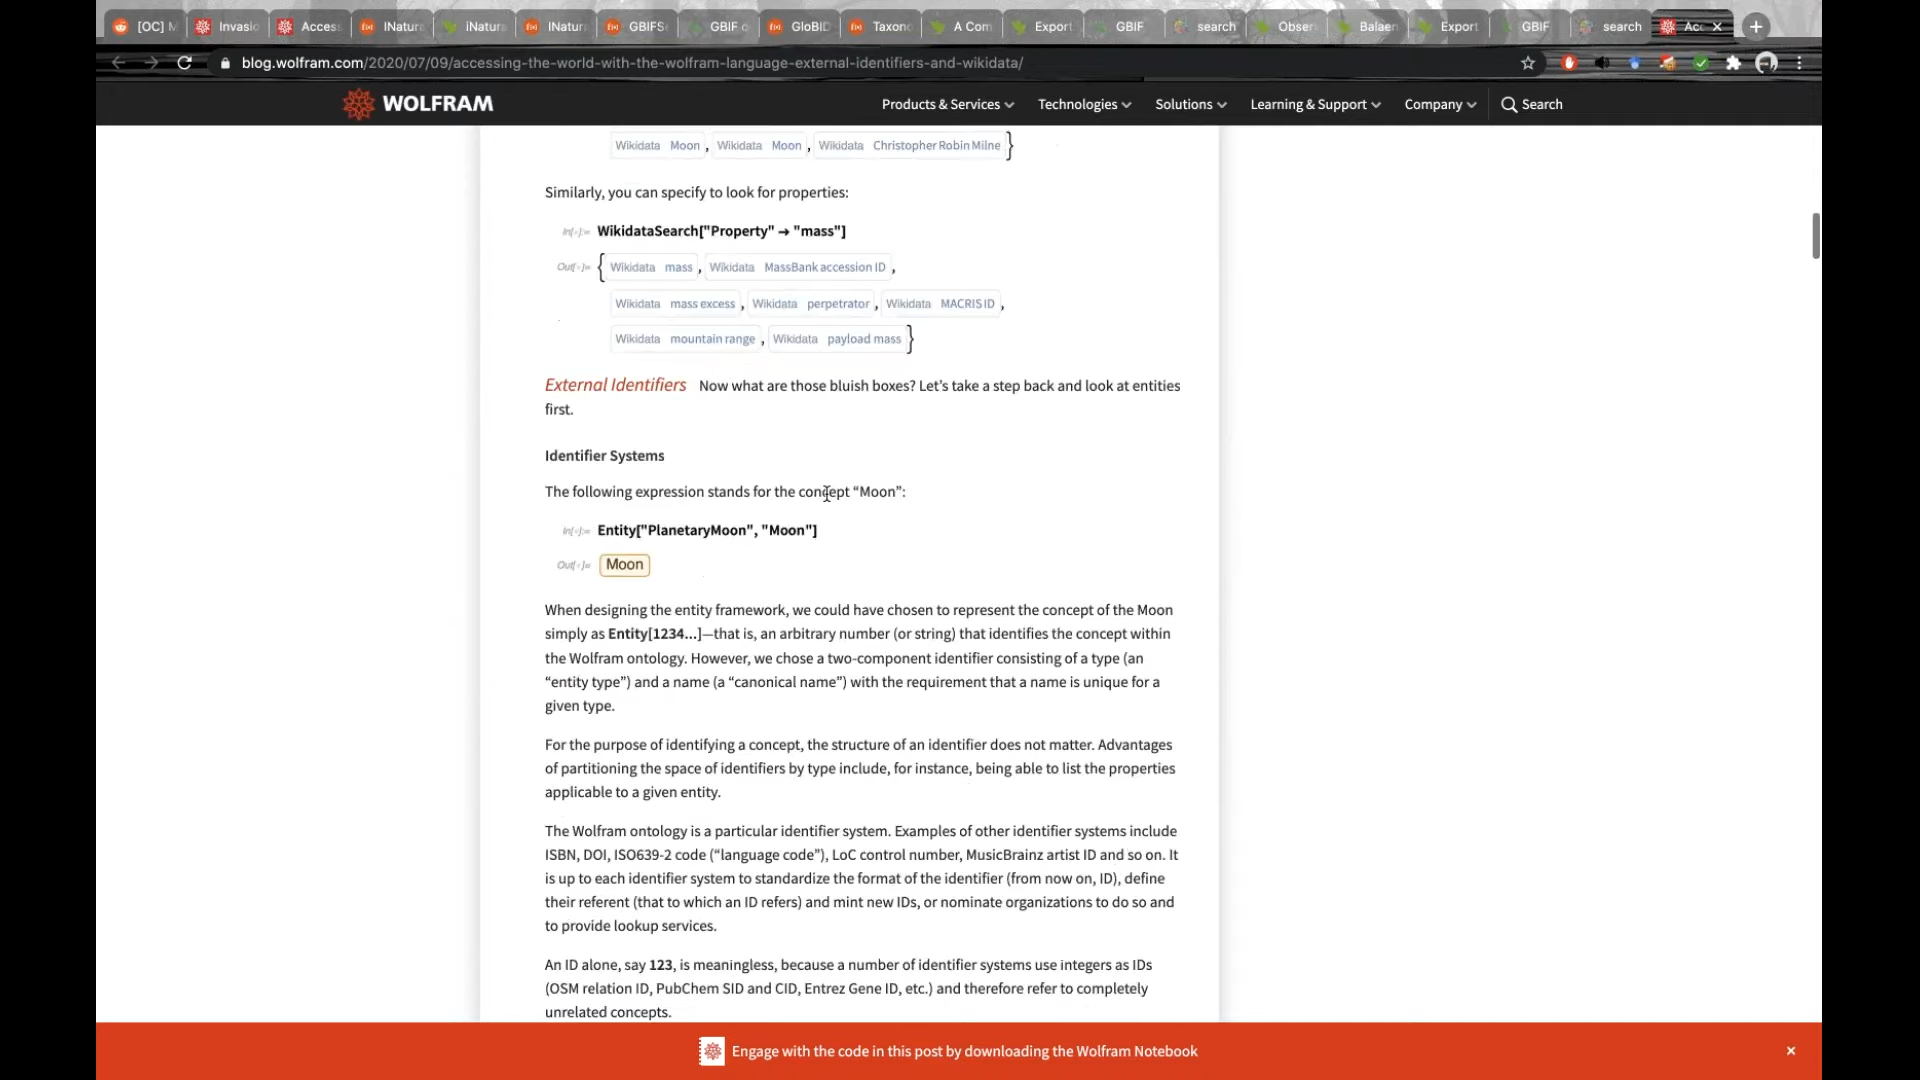 [OC] M Invasio Access INatur iNatura INatur GBIFSe GBIF o GloBID Taxono A Com Export GBIF search Obser Balaen Export GBIF search Acc
blog.wolfram.com/2020/07/09/accessing-the-world-with-the-wolfram-language-external-identifiers-and-wikidata/
WOLFRAM Products & Services Technologies Solutions Learning & Support Company Search
Wikidata Moon , Wikidata Moon , Wikidata Christopher Robin Milne }
Similarly, you can specify to look for properties:
In[∘]:= WikidataSearch["Property" → "mass"]
Out[∘]= { Wikidata mass , Wikidata MassBank accession ID ,
Wikidata mass excess , Wikidata perpetrator , Wikidata MACRIS ID ,
Wikidata mountain range , Wikidata payload mass }
External Identifiers Now what are those bluish boxes? Let’s take a step back and look at entities
first.
Identifier Systems
The following expression stands for the concept “Moon”:
In[∘]:= Entity["PlanetaryMoon", "Moon"]
Out[∘]= Moon
When designing the entity framework, we could have chosen to represent the concept of the Moon
simply as Entity[1234...]—that is, an arbitrary number (or string) that identifies the concept within
the Wolfram ontology. However, we chose a two-component identifier consisting of a type (an
“entity type”) and a name (a “canonical name”) with the requirement that a name is unique for a
given type.
For the purpose of identifying a concept, the structure of an identifier does not matter. Advantages
of partitioning the space of identifiers by type include, for instance, being able to list the properties
applicable to a given entity.
The Wolfram ontology is a particular identifier system. Examples of other identifier systems include
ISBN, DOI, ISO639-2 code (“language code”), LoC control number, MusicBrainz artist ID and so on. It
is up to each identifier system to standardize the format of the identifier (from now on, ID), define
their referent (that to which an ID refers) and mint new IDs, or nominate organizations to do so and
to provide lookup services.
An ID alone, say 123, is meaningless, because a number of identifier systems use integers as IDs
(OSM relation ID, PubChem SID and CID, Entrez Gene ID, etc.) and therefore refer to completely
unrelated concepts.
Engage with the code in this post by downloading the Wolfram Notebook